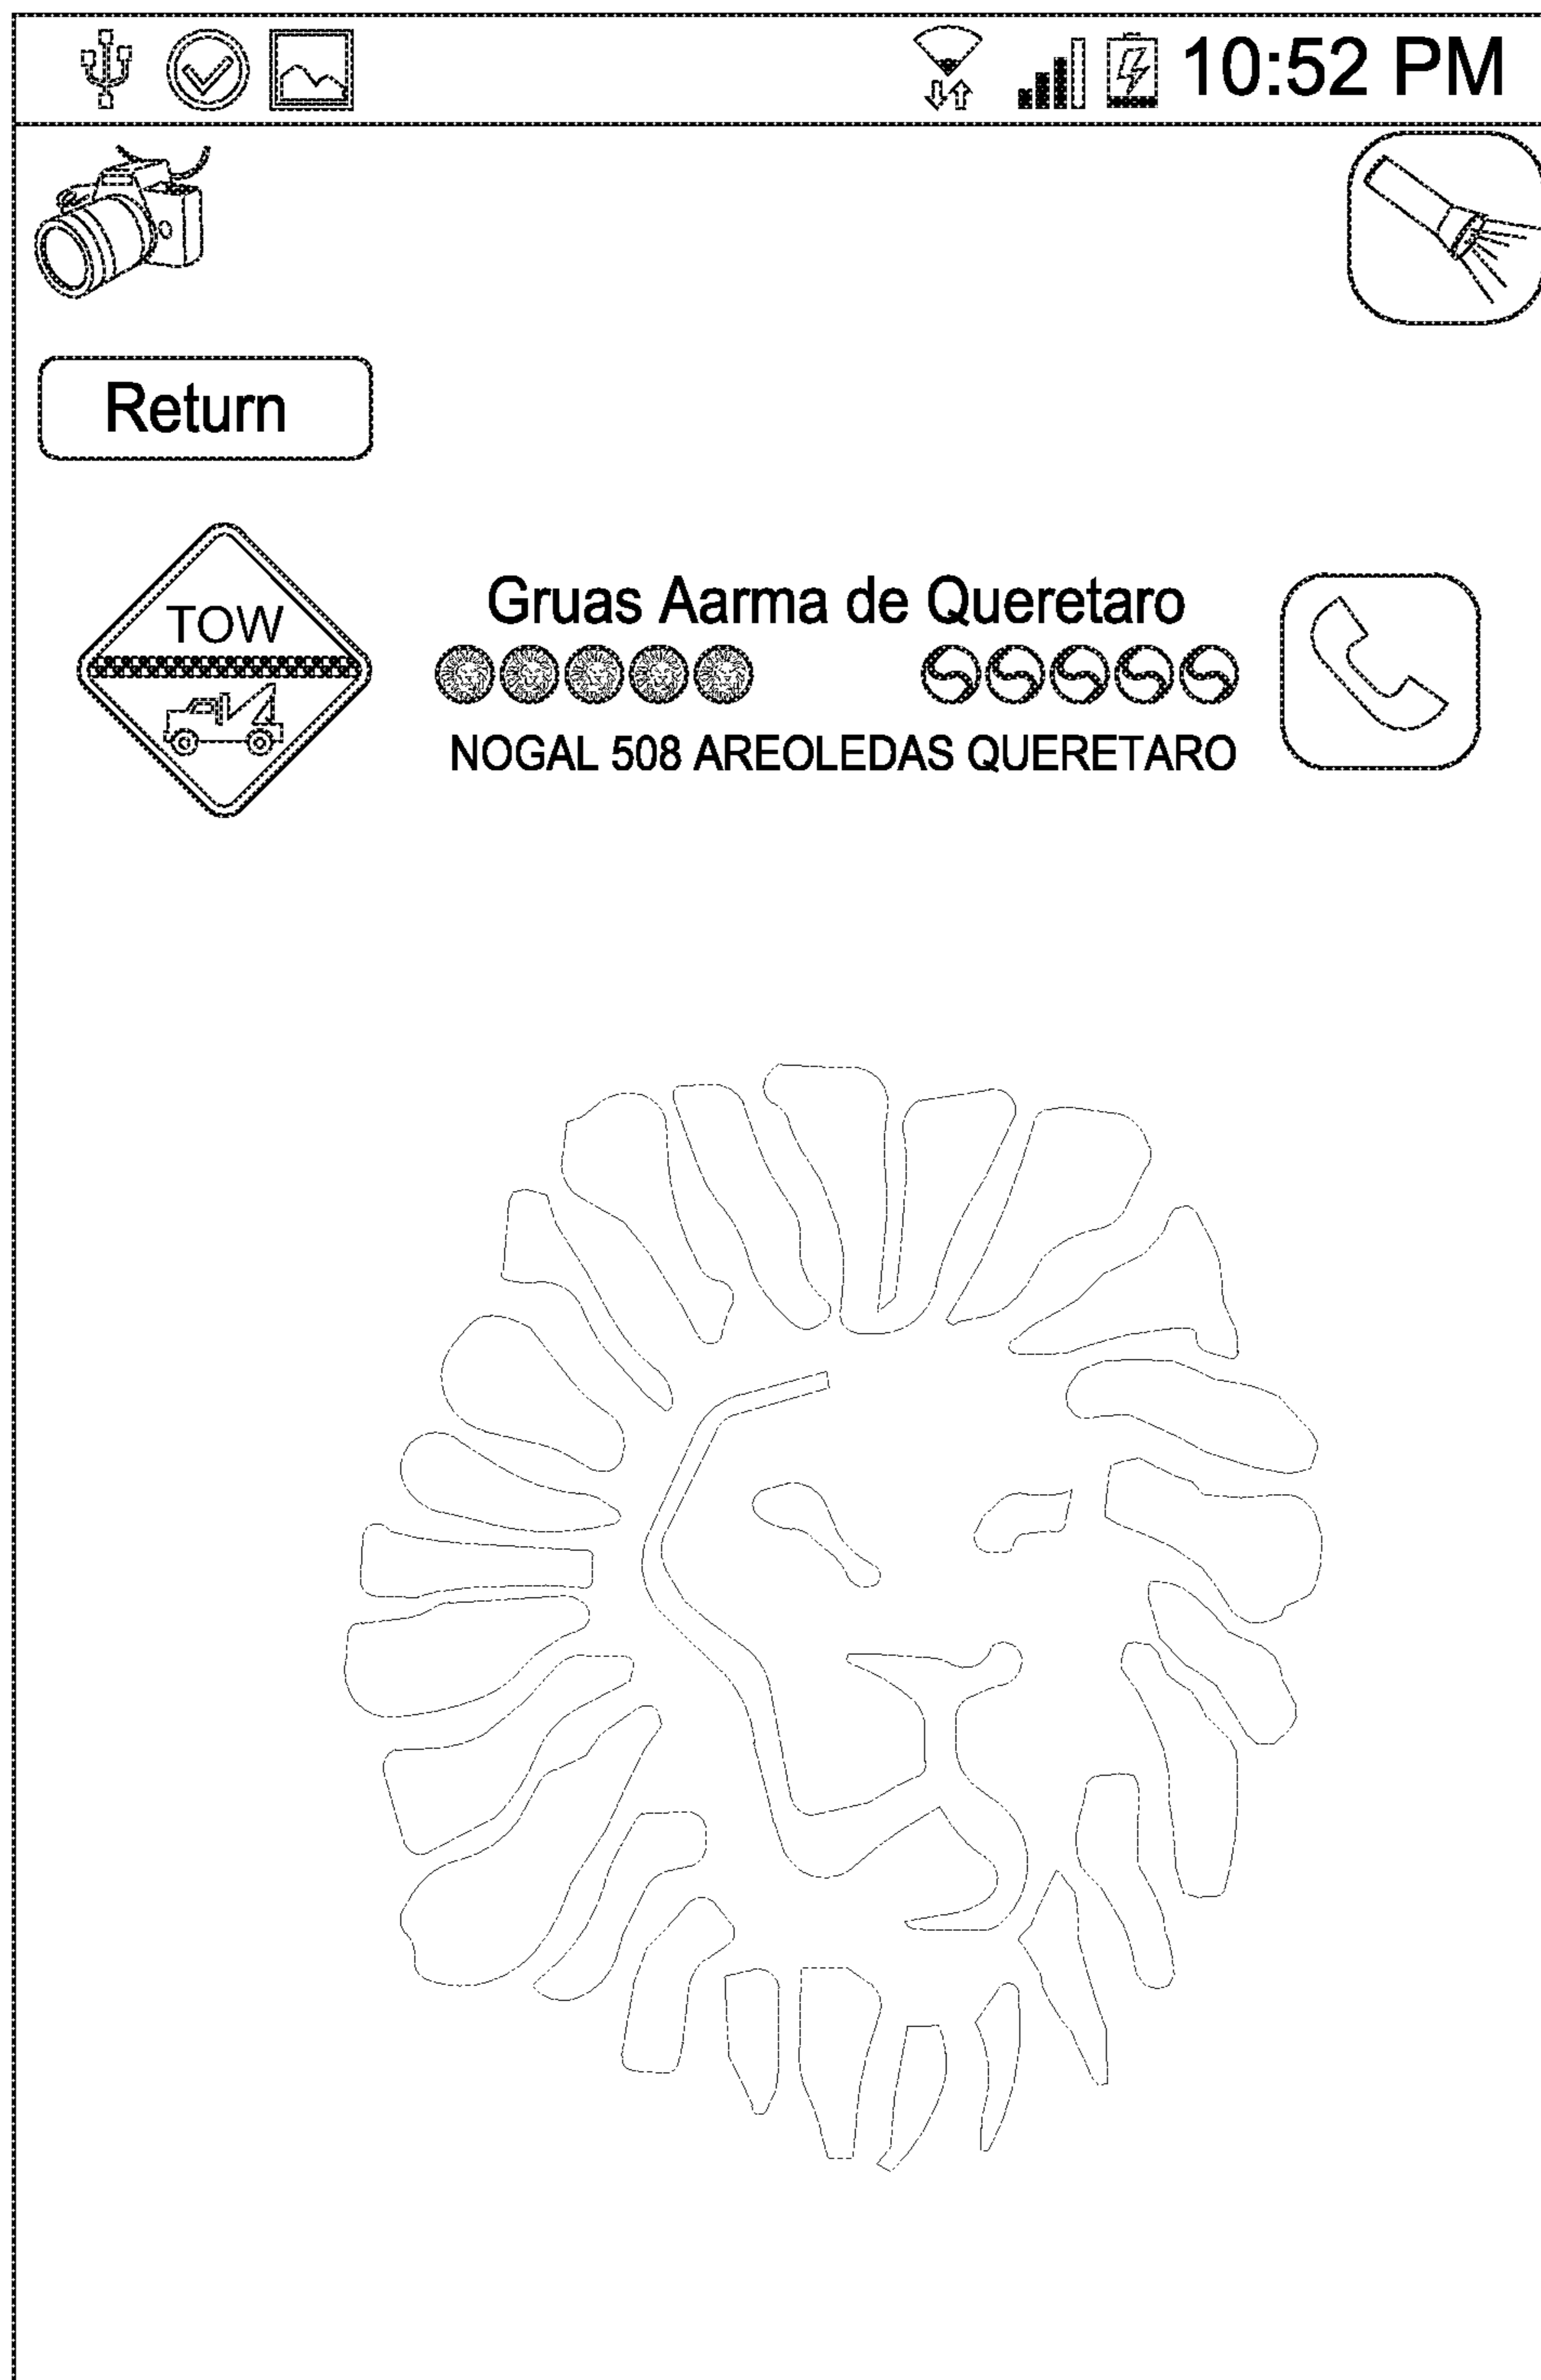 10:52 PM
Return
TOW
Gruas Aarma de Queretaro
NOGAL 508 AREOLEDAS QUERETARO